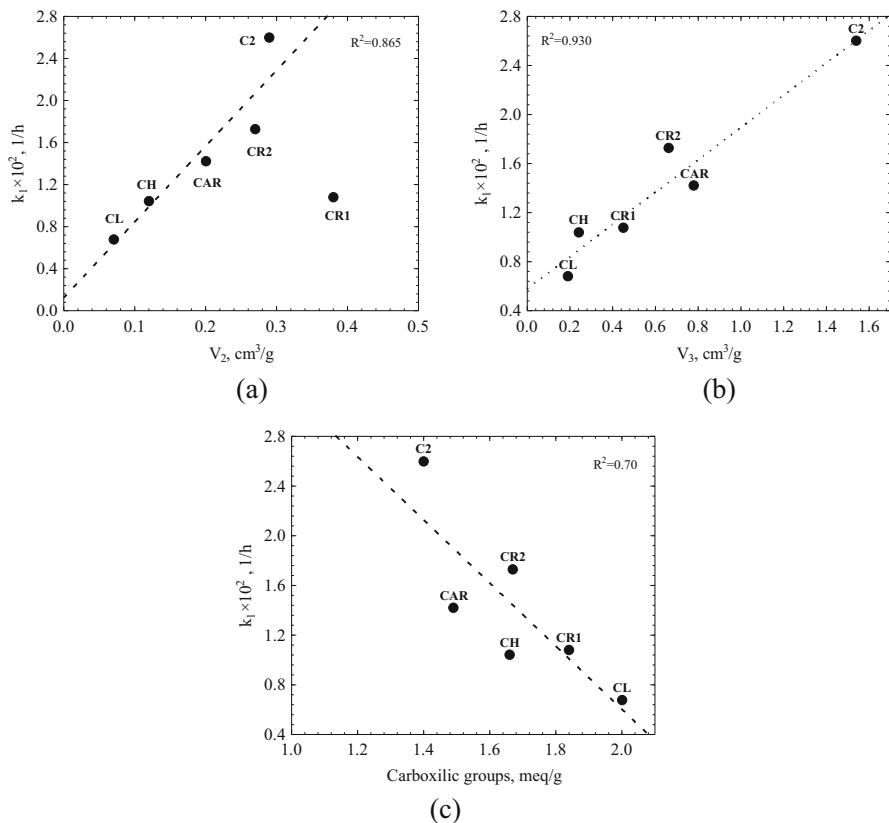 2.8
2.4
2.0
1.6
1.2
0.8
0.4
0.0
k₁×10², 1/h
R²=0.865
C2
CR2
CAR
CH
CL
CR1
0.0 0.1 0.2 0.3 0.4 0.5
V₂, cm³/g
(a)
2.8
2.4
2.0
1.6
1.2
0.8
0.4
k₁×10², 1/h
R²=0.930
C2
CR2
CAR
CH
CR1
CL
0.0 0.2 0.4 0.6 0.8 1.0 1.2 1.4 1.6
V₃, cm³/g
(b)
2.8
2.4
2.0
1.6
1.2
0.8
0.4
k₁×10², 1/h
R²=0.70
C2
CR2
CAR
CH
CR1
CL
1.0 1.2 1.4 1.6 1.8 2.0
Carboxilic groups, meq/g
(c)